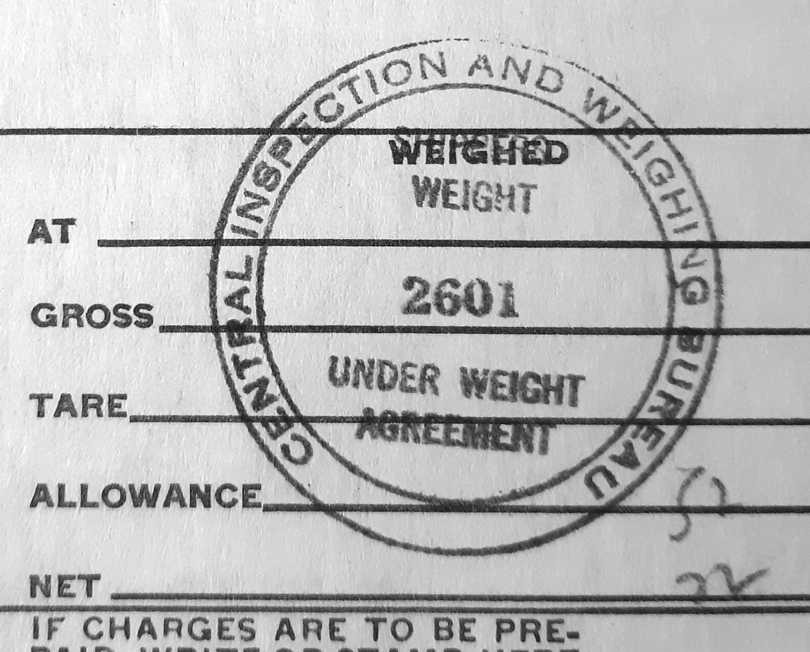 CENTRAL INSPECTION AND WEIGHING BUREAU
SHIPPERS
WEIGHED
WEIGHT
AT
2601
GROSS
UNDER WEIGHT
TARE
AGREEMENT
ALLOWANCE
NET
IF CHARGES ARE TO BE PRE-